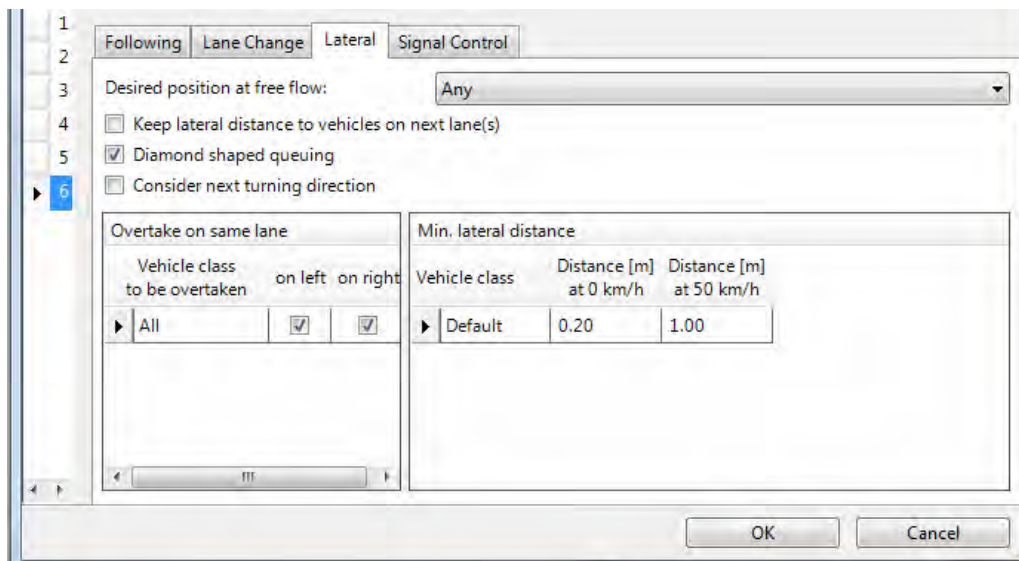 1
2
3
4
5
6
Following Lane Change Lateral Signal Control
Desired position at free flow: Any
Keep lateral distance to vehicles on next lane(s)
Diamond shaped queuing
Consider next turning direction
Overtake on same lane
Vehicle class
to be overtaken
on left on right
All
Min. lateral distance
Vehicle class
Distance [m]
at 0 km/h
Distance [m]
at 50 km/h
Default 0.20 1.00
OK Cancel